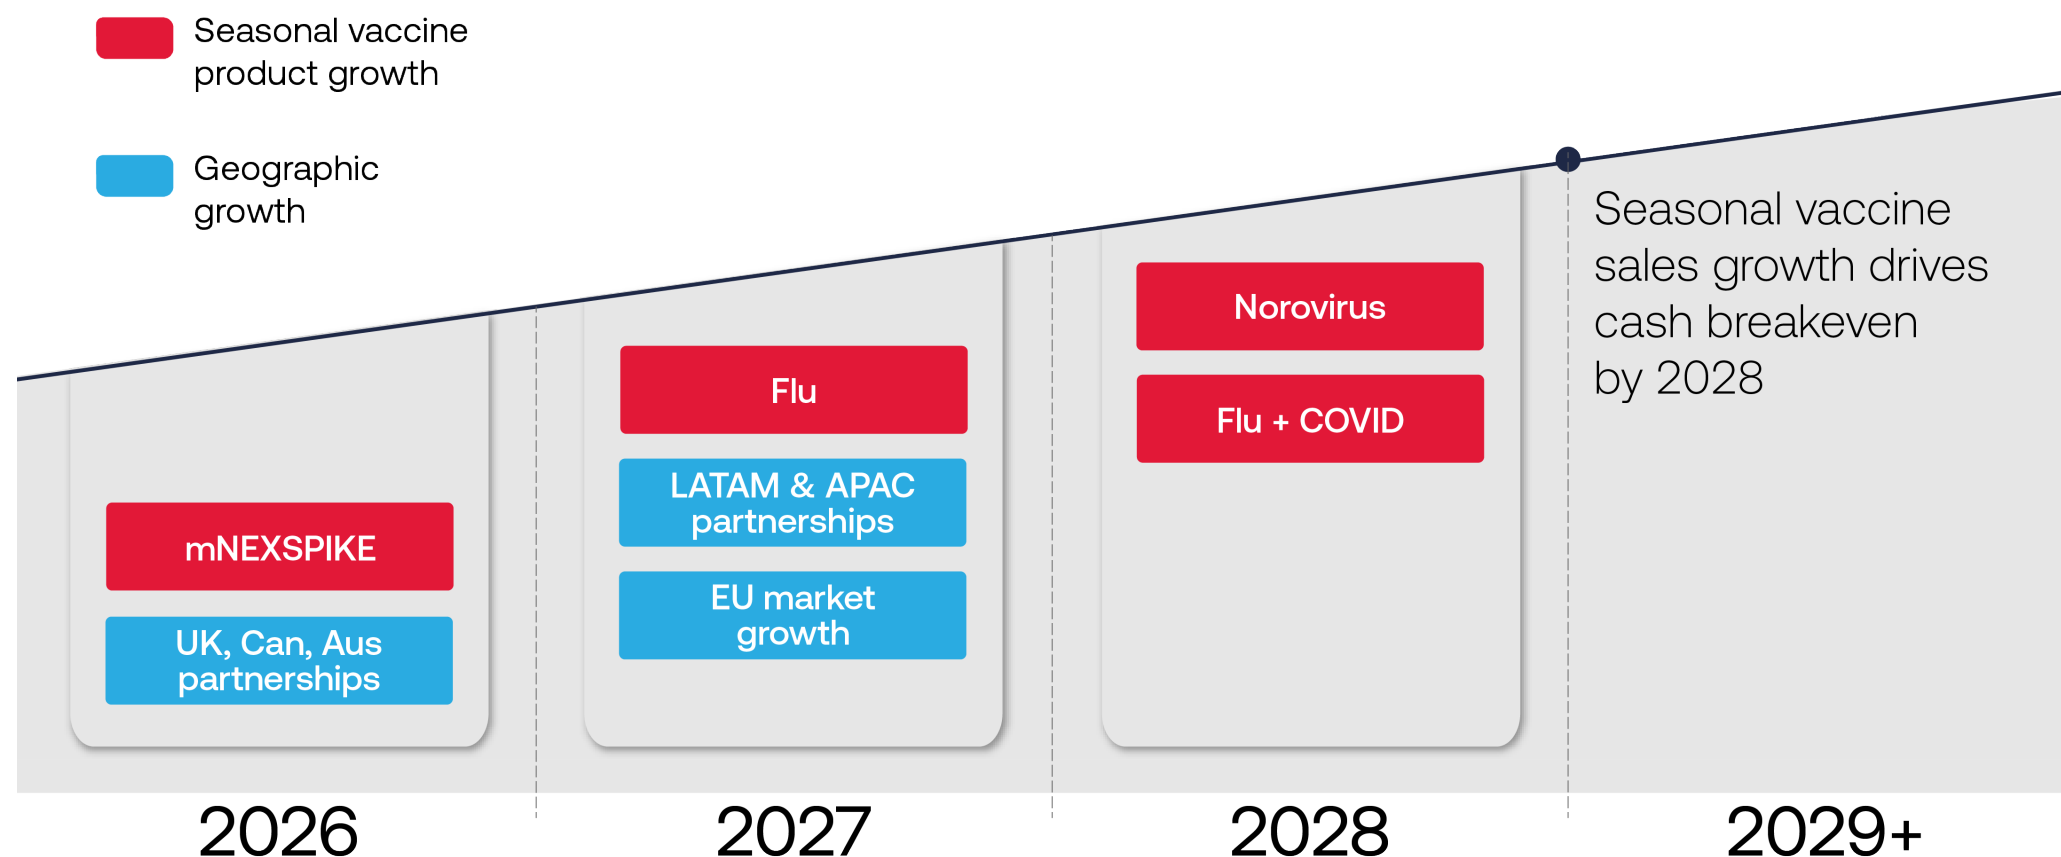 Seasonal vaccine
product growth
Geographic
growth
mNEXSPIKE
UK, Can, Aus
partnerships
Flu
LATAM & APAC
partnerships
EU market
growth
Norovirus
Flu + COVID
Seasonal vaccine
sales growth drives
cash breakeven
by 2028
2026
2027
2028
2029+